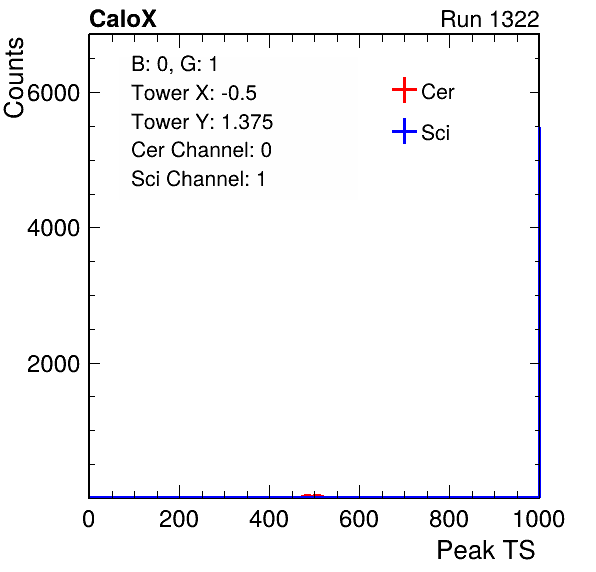 CaloX Run 1322
Counts
B: 0, G: 1
Tower X: -0.5
Tower Y: 1.375
Cer Channel: 0
Sci Channel: 1
Cer
Sci
6000
4000
2000
0 200 400 600 800 1000
Peak TS